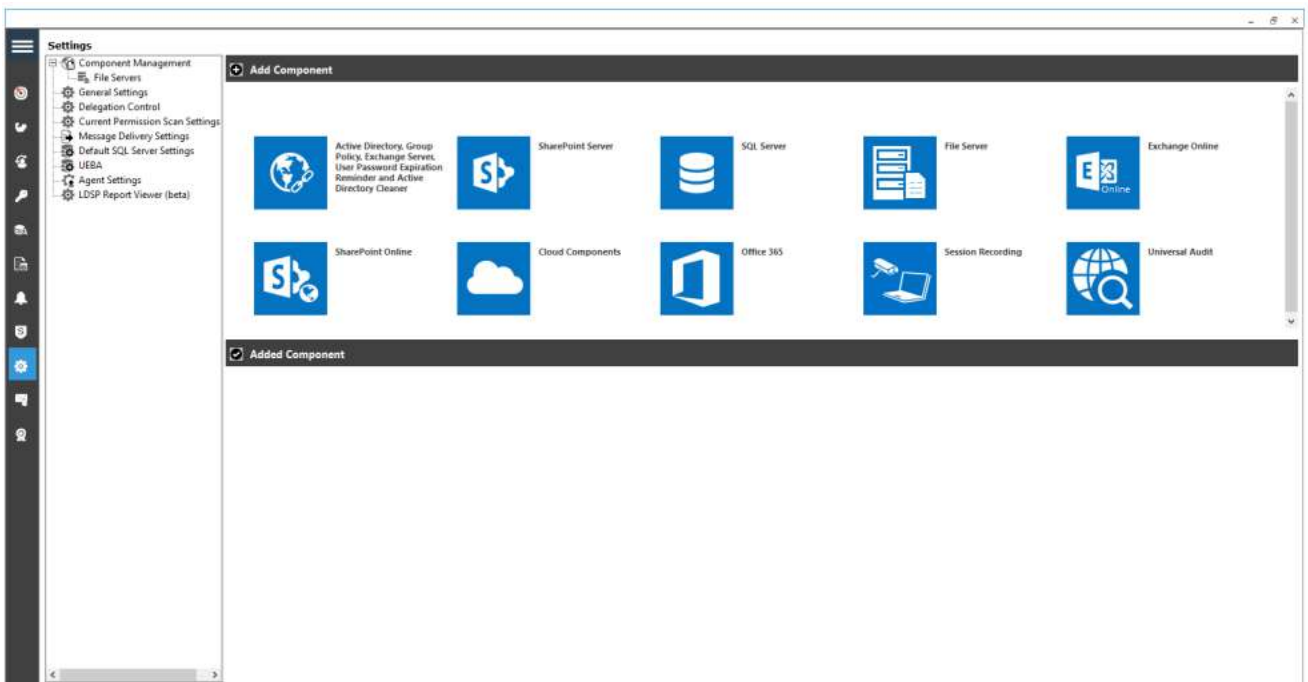 Settings
Component Management
File Servers
General Settings
Delegation Control
Current Permission Scan Settings
Message Delivery Settings
Default SQL Server Settings
UEBA
Agent Settings
LDSP Report Viewer (beta)
Add Component
Active Directory, Group
Policy, Exchange Server,
User Password Expiration
Reminder and Active
Directory Cleaner
SharePoint Server
SQL Server
File Server
E
Online
Exchange Online
S
SharePoint Online
Cloud Components
Office 365
Session Recording
Universal Audit
Added Component